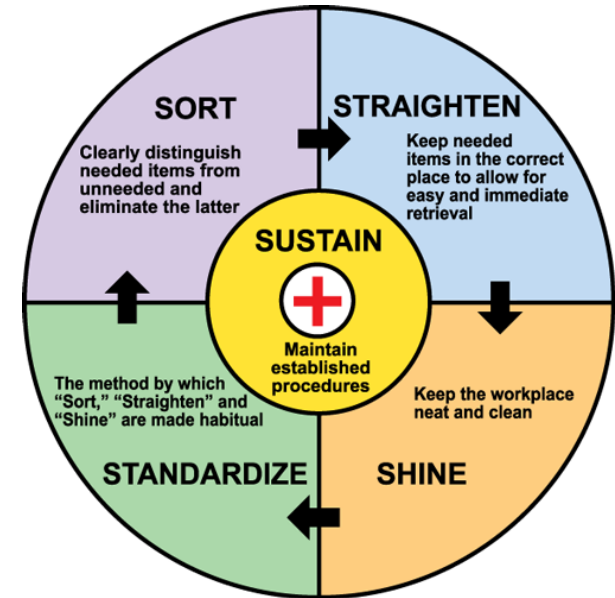 SORT
Clearly distinguish
needed items from
unneeded and
eliminate the latter
STRAIGHTEN
Keep needed
items in the correct
place to allow for
easy and immediate
retrieval
SUSTAIN
Maintain
established
procedures
The method by which
“Sort,” “Straighten” and
“Shine” are made habitual
STANDARDIZE
Keep the workplace
neat and clean
SHINE